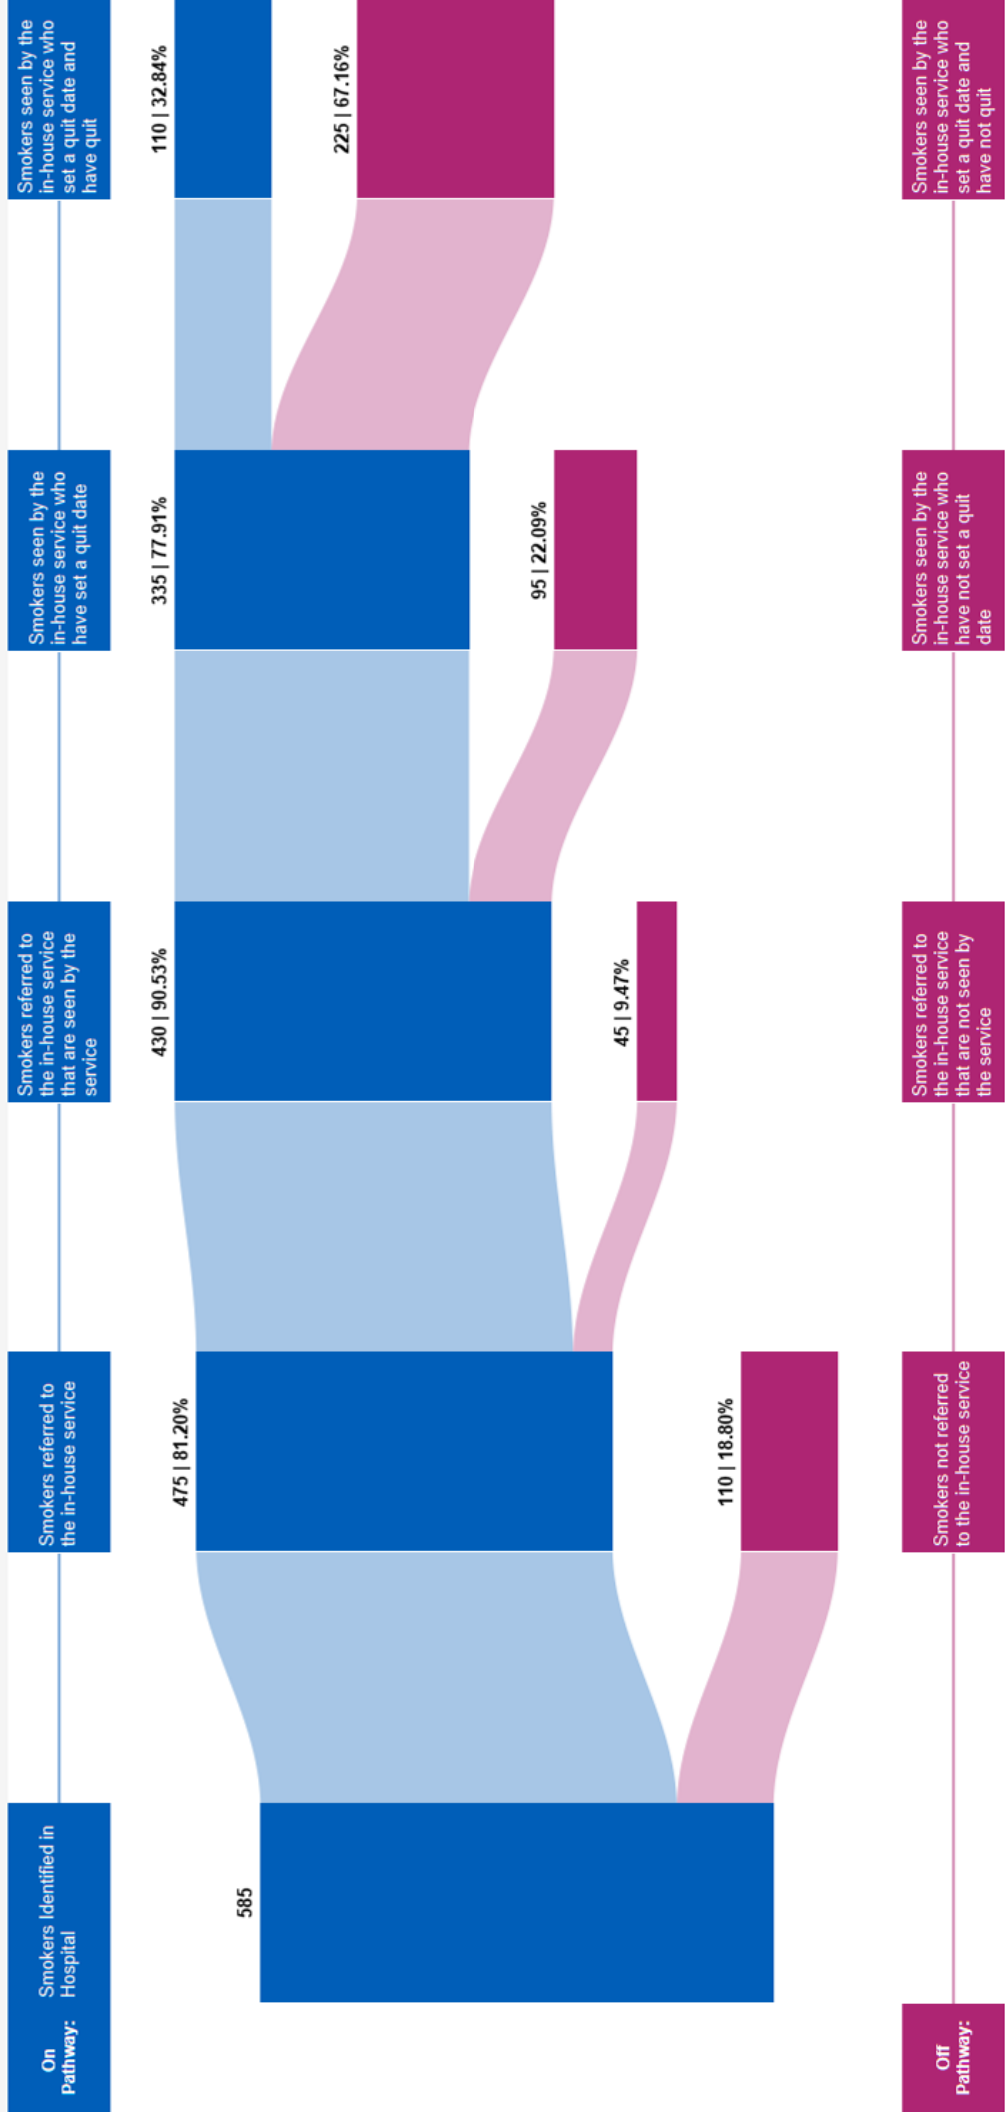 On
Pathway:
Smokers Identified in
Hospital
Smokers referred to
the in-house service
Smokers referred to
the in-house service
that are seen by the
service
Smokers seen by the
in-house service who
have set a quit date
Smokers seen by the
in-house service who
set a quit date and
have quit
585
475 | 81.20%
430 | 90.53%
335 | 77.91%
110 | 32.84%
110 | 18.80%
45 | 9.47%
95 | 22.09%
225 | 67.16%
Off
Pathway:
Smokers not referred
to the in-house service
Smokers referred to
the in-house service
that are not seen by
the service
Smokers seen by the
in-house service who
have not set a quit
date
Smokers seen by the
in-house service who
set a quit date and
have not quit